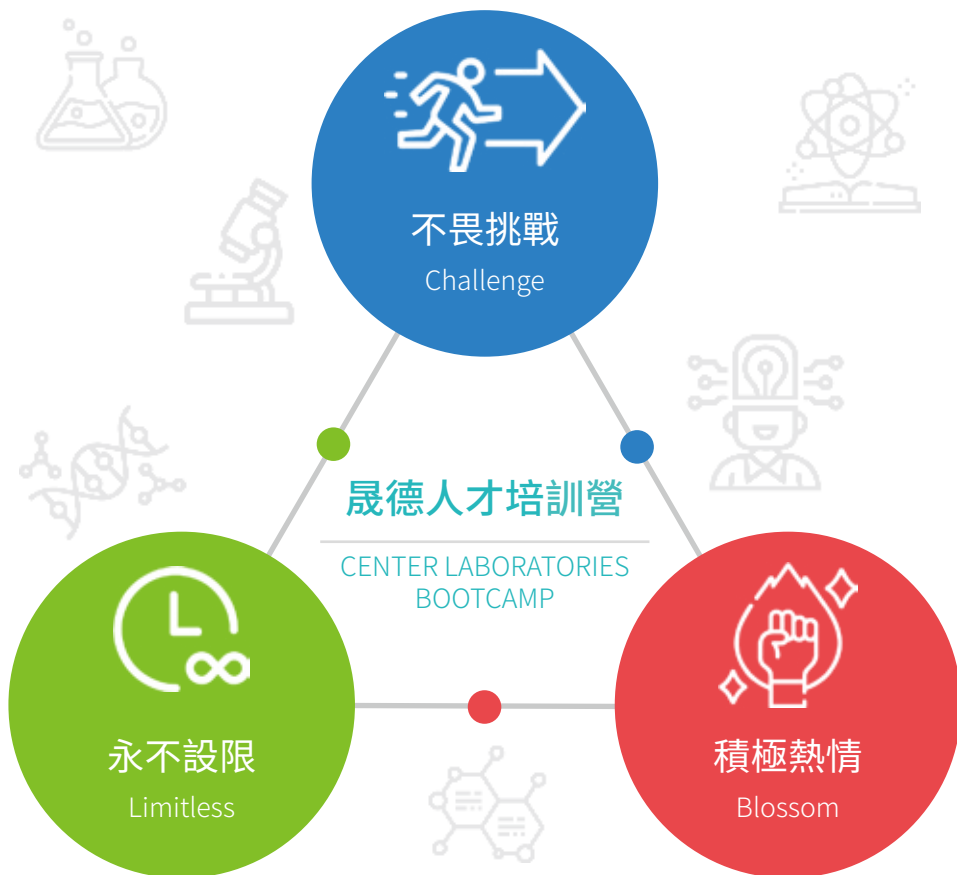 不畏挑戰
Challenge
晟德人才培訓營
CENTER LABORATORIES
BOOTCAMP
永不設限
Limitless
積極熱情
Blossom